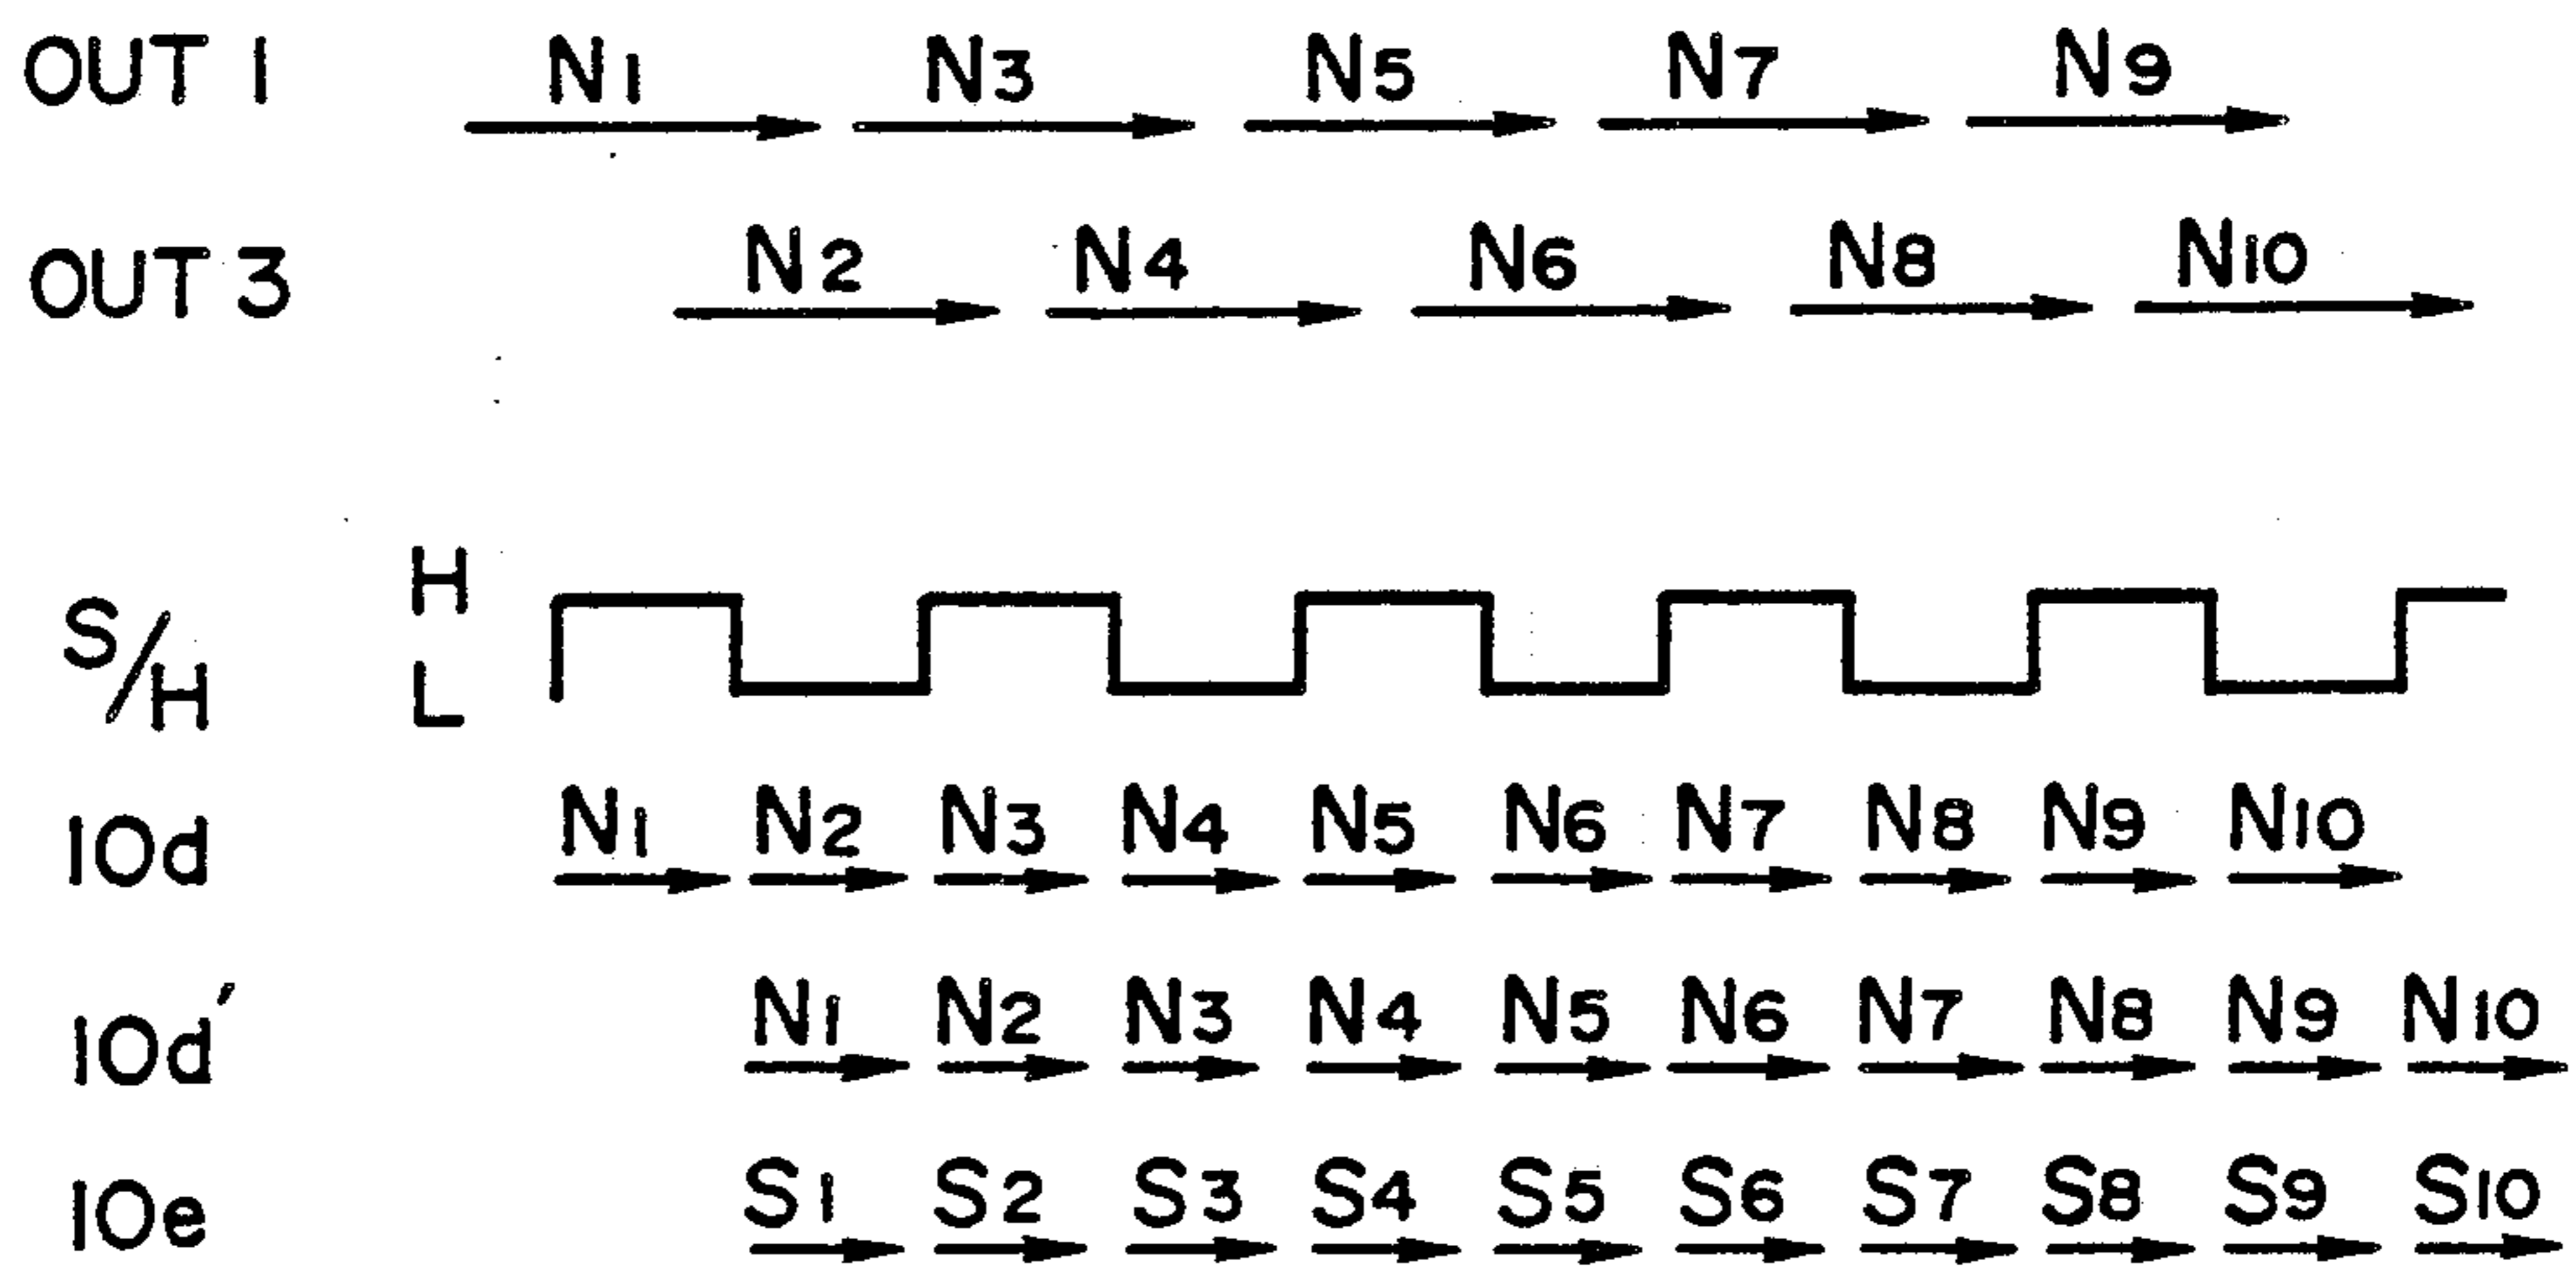 OUT 1 N1 N3 N5 N7 N9
OUT 3 N2 N4 N6 N8 N10
H
S/H
L
10d N1 N2 N3 N4 N5 N6 N7 N8 N9 N10
10d' N1 N2 N3 N4 N5 N6 N7 N8 N9 N10
10e S1 S2 S3 S4 S5 S6 S7 S8 S9 S10